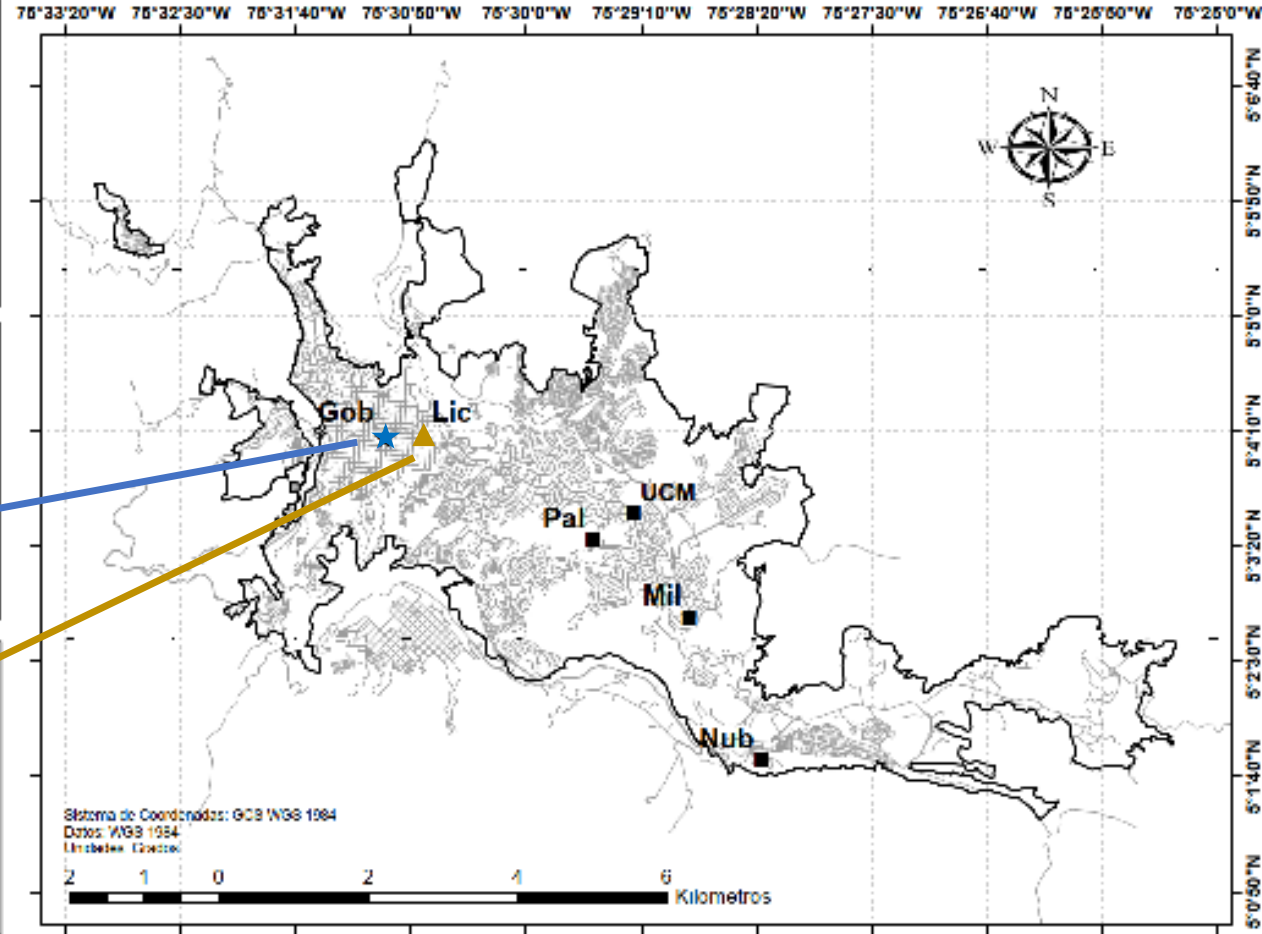 75°33'20"W 75°32'30"W 75°31'40"W 75°30'50"W 75°30'0"W 75°29'10"W 75°28'20"W 75°27'30"W 75°26'40"W 75°25'50"W 75°25'0"W
5°6'40"N
5°5'50"N
5°5'0"N
5°4'10"N
5°3'20"N
5°2'30"N
5°1'40"N
5°0'50"N
N
W E
S
Gob Lic
UCM
Pal
Mil
Nub
Sistema de Coordenadas: GCS WGS 1984
Datos: WGS 1984
Unidades: Grados
2 1 0 2 4 6
Kilometros